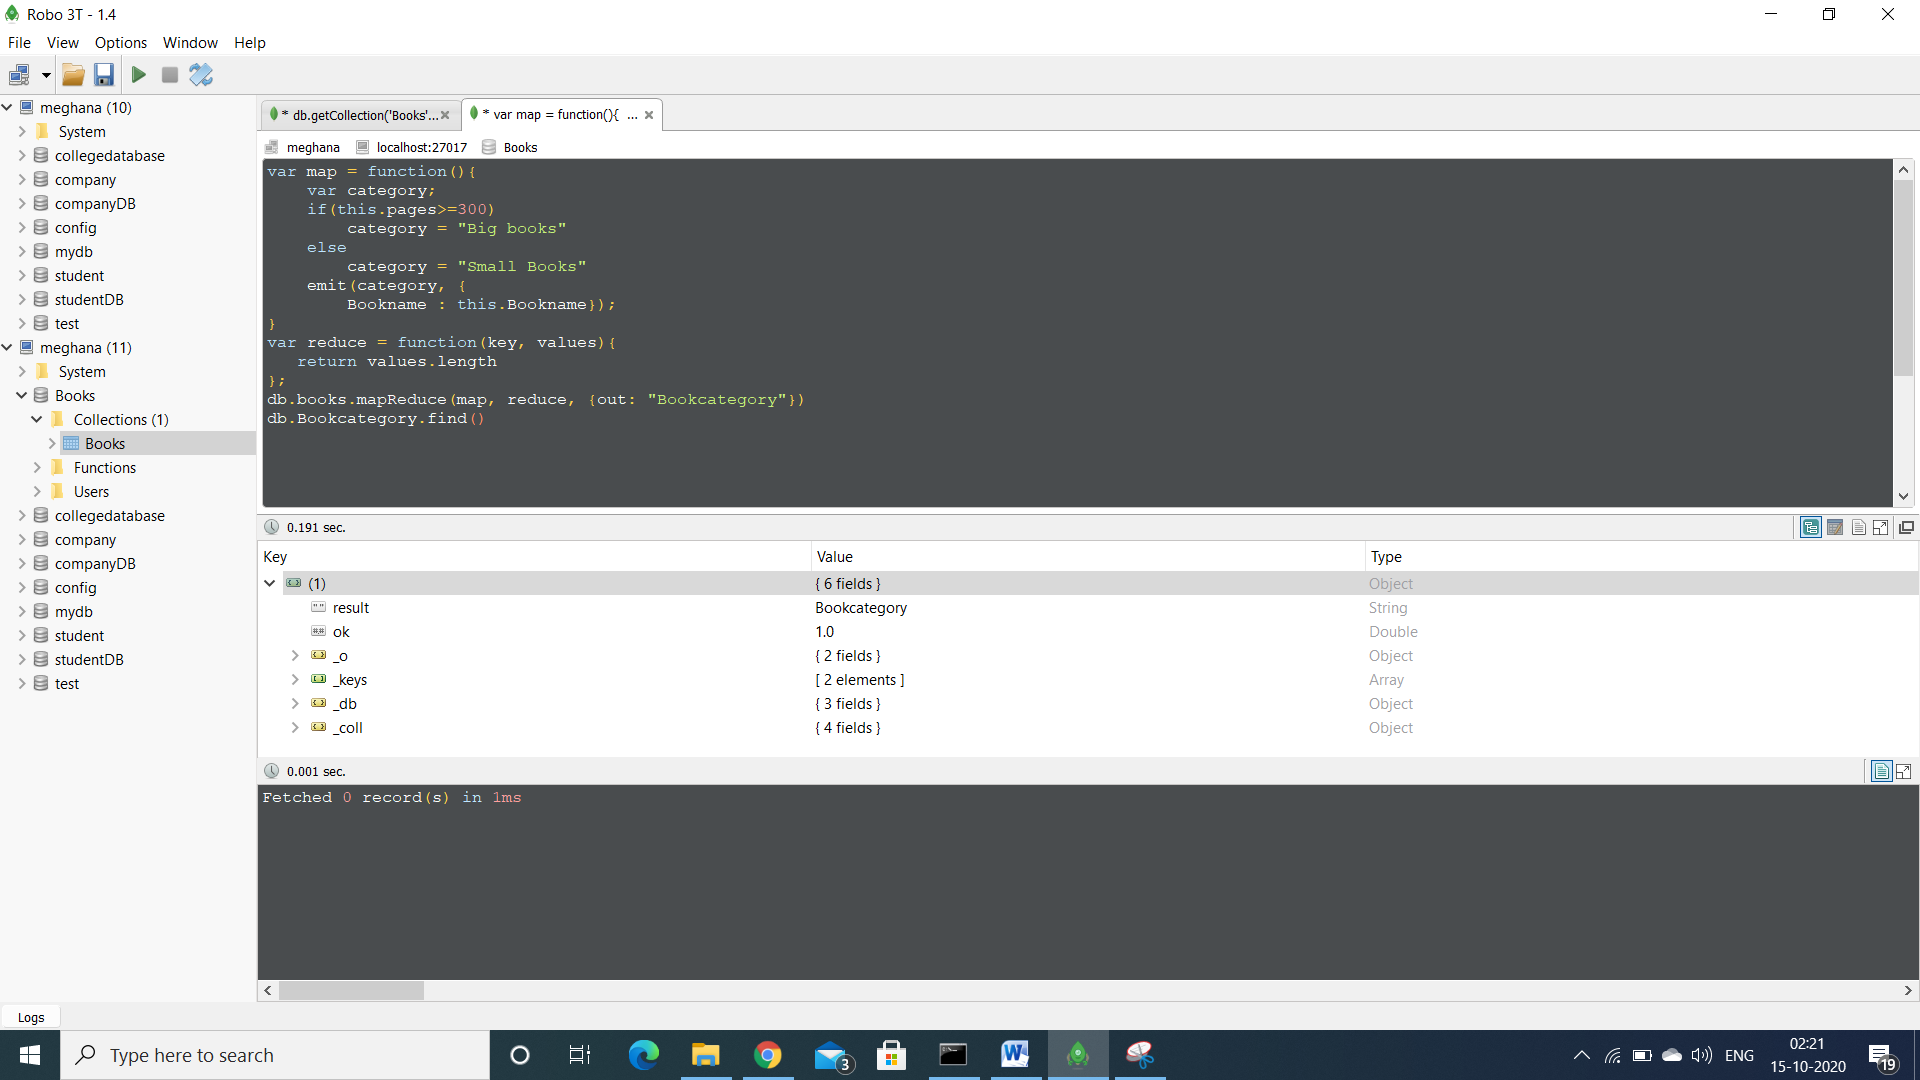 Robo 3T - 1.4
File View Options Window Help
meghana (10)
System
collegedatabase
company
companyDB
config
mydb
student
studentDB
test
meghana (11)
System
Books
Collections (1)
Books
Functions
Users
collegedatabase
company
companyDB
config
mydb
student
studentDB
test
* db.getCollection('Books'...
* var map = function(){ ...
meghana localhost:27017 Books
var map = function(){
    var category;
    if(this.pages>=300)
        category = "Big books"
    else
        category = "Small Books"
    emit(category, {
        Bookname : this.Bookname});
}
var reduce = function(key, values){
   return values.length
};
db.books.mapReduce(map, reduce, {out: "Bookcategory"})
db.Bookcategory.find()
0.191 sec.
Key Value Type
(1) { 6 fields } Object
result Bookcategory String
ok 1.0 Double
_o { 2 fields } Object
_keys [ 2 elements ] Array
_db { 3 fields } Object
_coll { 4 fields } Object
0.001 sec.
Fetched 0 record(s) in 1ms
Logs
Type here to search
3
ENG
02:21
15-10-2020
19